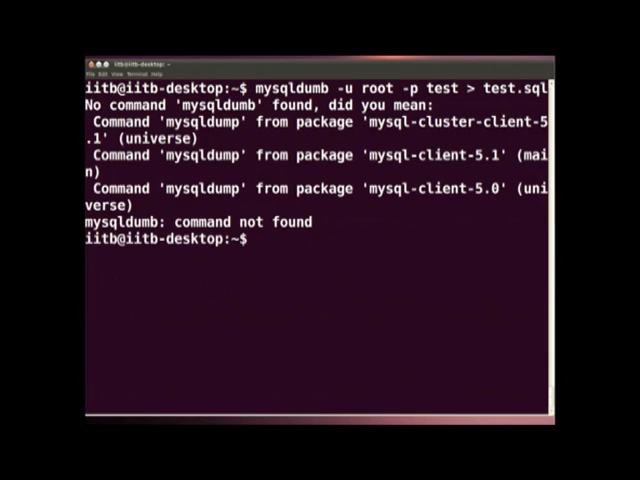 iitb@iitb-desktop: ~
File Edit View Terminal Help
iitb@iitb-desktop:~$ mysqldumb -u root -p test > test.sql
No command 'mysqldumb' found, did you mean:
Command 'mysqldump' from package 'mysql-cluster-client-5
.1' (universe)
Command 'mysqldump' from package 'mysql-client-5.1' (mai
n)
Command 'mysqldump' from package 'mysql-client-5.0' (uni
verse)
mysqldumb: command not found
iitb@iitb-desktop:~$